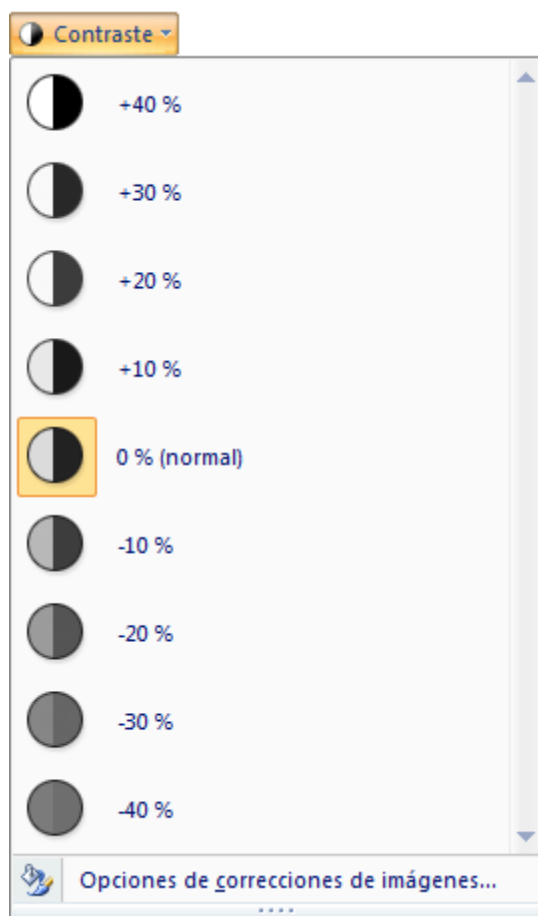 Contraste
+40 %
+30 %
+20 %
+10 %
0 % (normal)
-10 %
-20 %
-30 %
-40 %
Opciones de correcciones de imágenes...